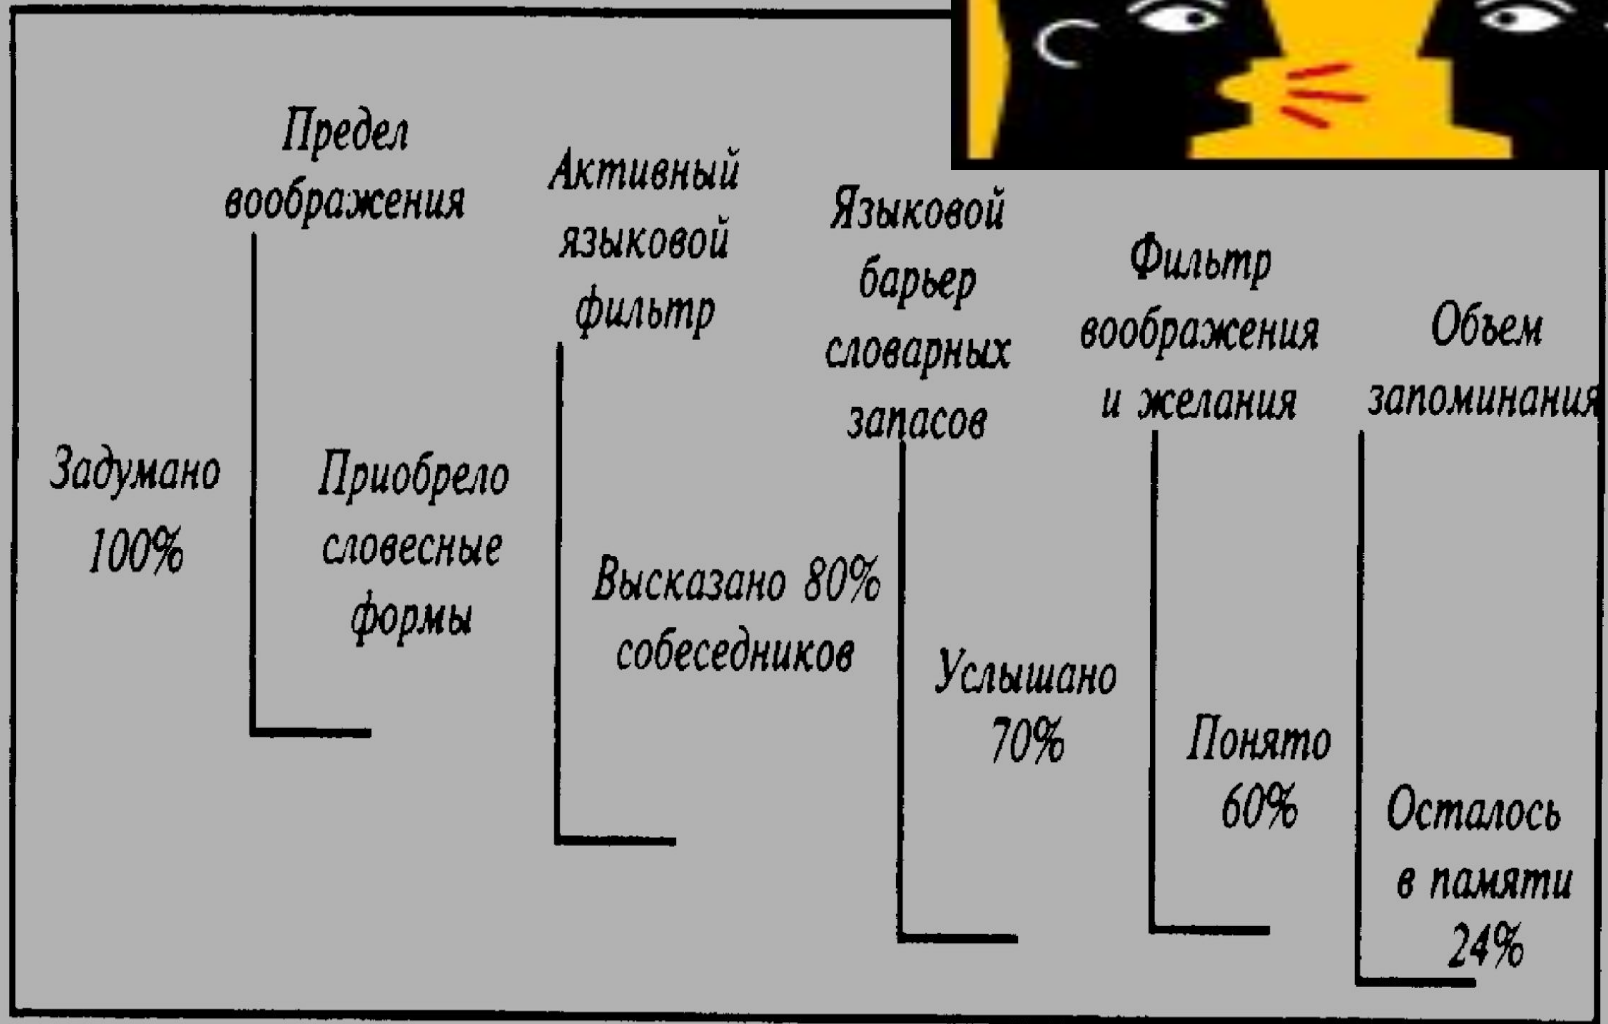 Предел
воображения
Активный
языковой
фильтр
Языковой
барьер
словарных
запасов
Фильтр
воображения
и желания
Объем
запоминания
Задумано
100%
Приобрело
словесные
формы
Высказано 80%
собеседников
Услышано
70%
Понято
60%
Осталось
в памяти
24%